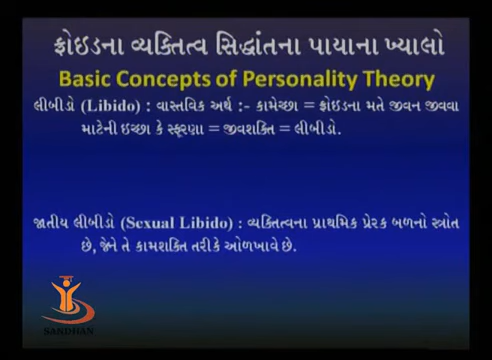 ફ્રોઇડના વ્યક્તિત્વ સિદ્ધાંતના પાયાના ખ્યાલો
Basic Concepts of Personality Theory
લીબીડો (Libido) : વાસ્તવિક અર્થ :- કામેચ્છા = ફ્રોઇડના મતે જીવન જીવવા
માટેની ઇચ્છા કે સ્ફુરણા = જીવશક્તિ = લીબીડો.
જાતીય લીબીડો (Sexual Libido) : વ્યક્તિત્વના પ્રાથમિક પ્રેરક બળનો સ્ત્રોત
છે, જેને તે કામશક્તિ તરીકે ઓળખાવે છે.
SANDHAN